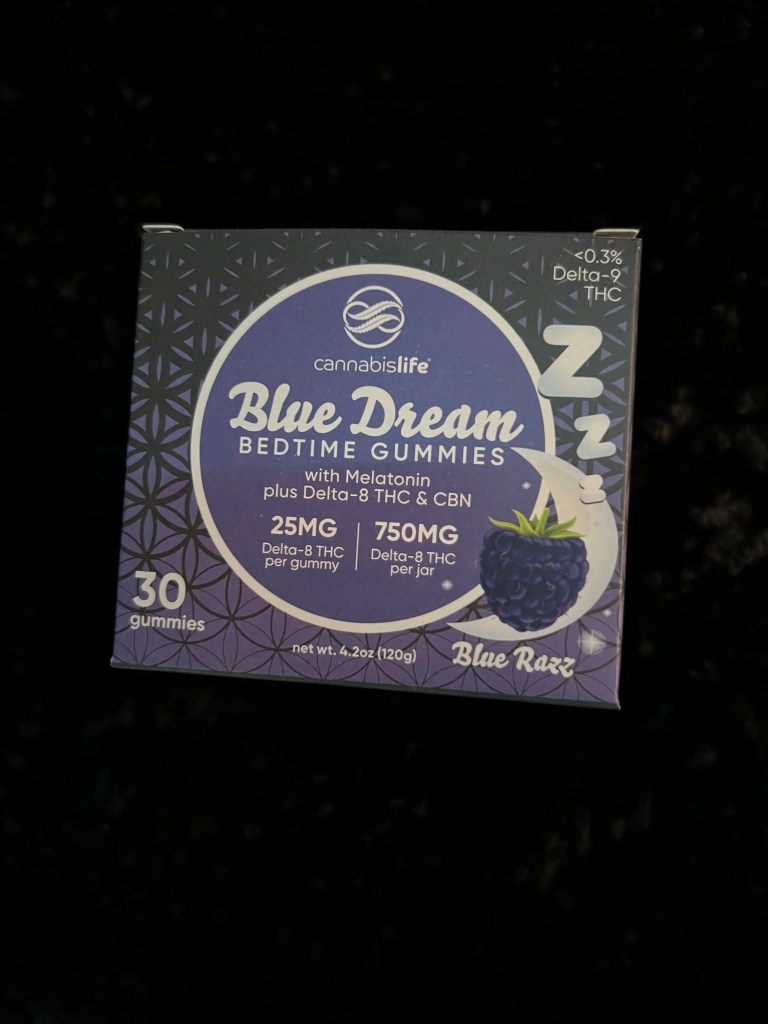 <0.3%
Delta-9
THC
cannabislife
Blue Dream
BEDTIME GUMMIES
with Melatonin
plus Delta-8 THC & CBN
25MG
Delta-8 THC
per gummy
750MG
Delta-8 THC
per jar
Z
Z
Z
30
gummies
net wt. 4.2oz (120g)
Blue Razz